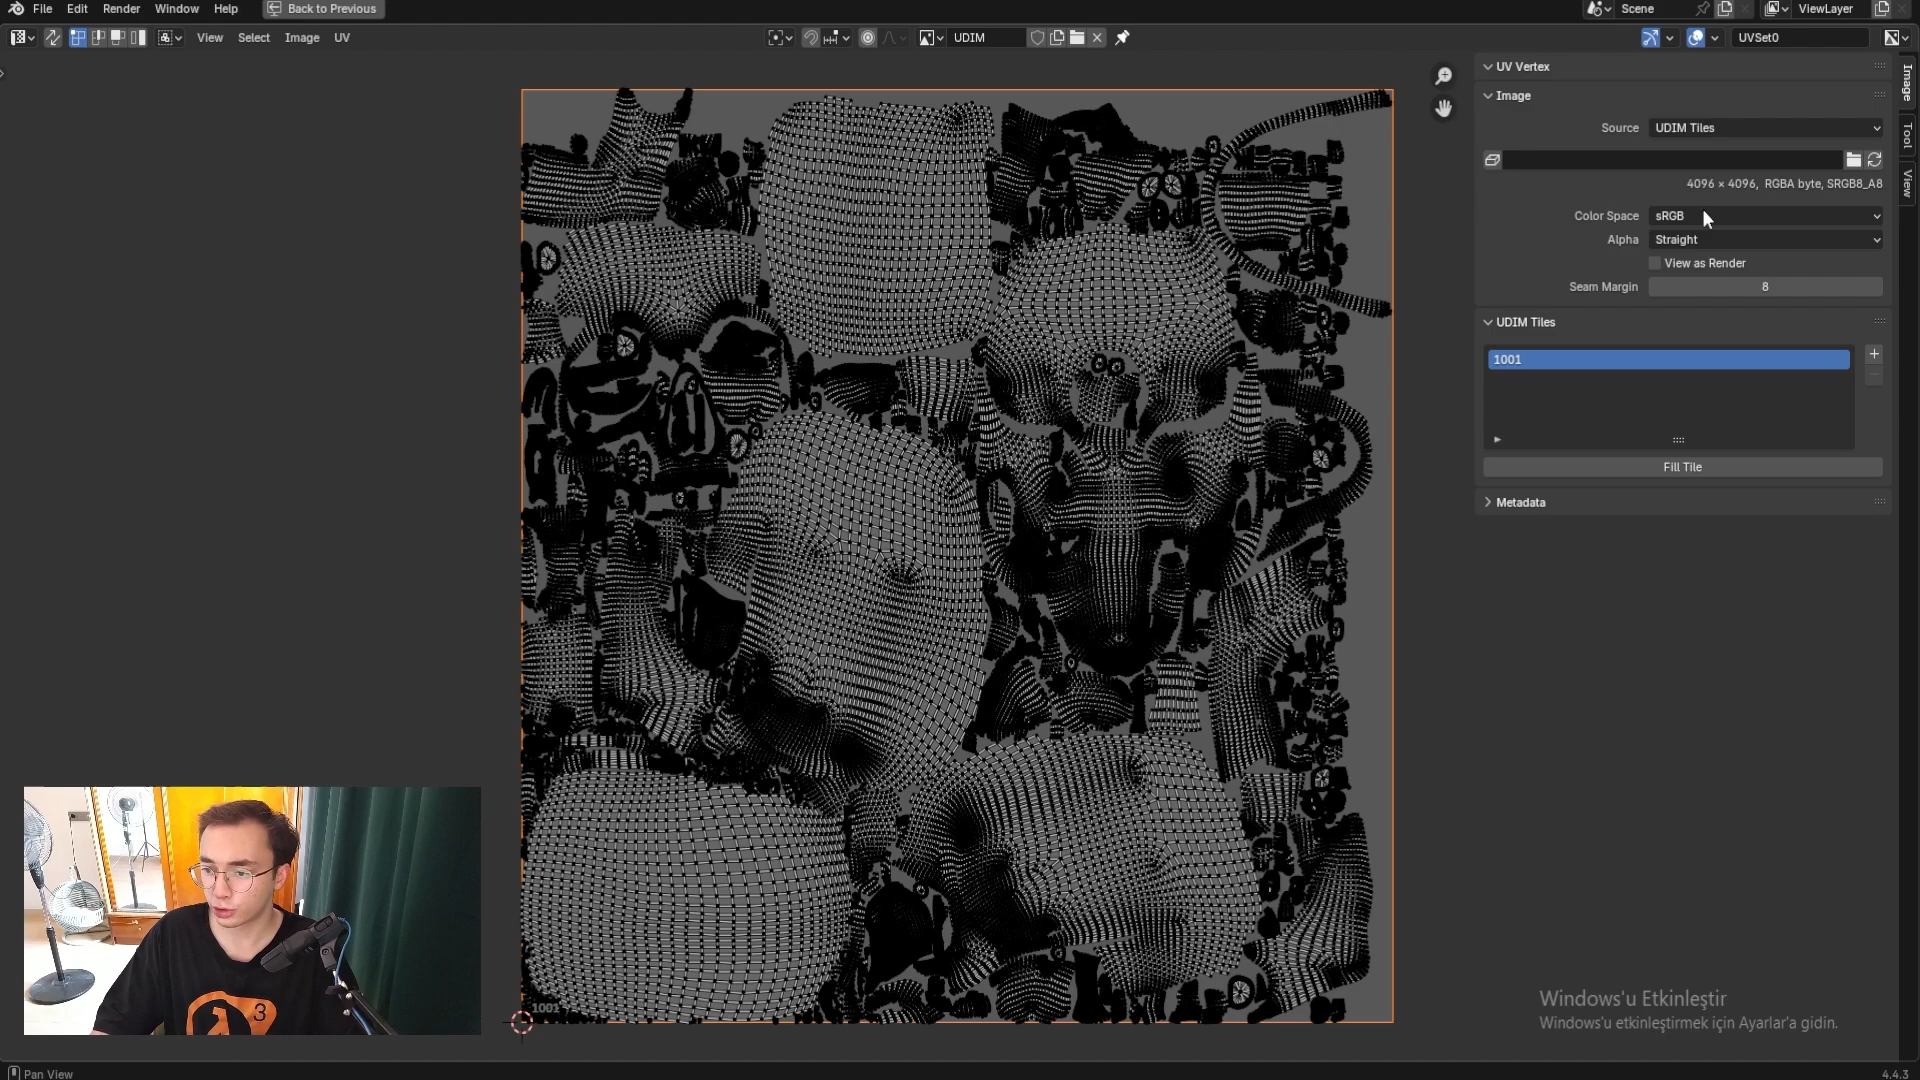 File Edit Render Window Help Back to Previous Scene ViewLayer
View Select Image UV UDIM UVSet0
UV Vertex
Image
Source UDIM Tiles
4096 × 4096, RGBA byte, SRGB8_A8
Color Space sRGB
Alpha Straight
View as Render
Seam Margin 8
UDIM Tiles
1001
Fill Tile
Metadata
Image
Tool
View
1001
3
Windows'u Etkinleştir
Windows'u etkinleştirmek için Ayarlar'a gidin.
Pan View 4.4.3